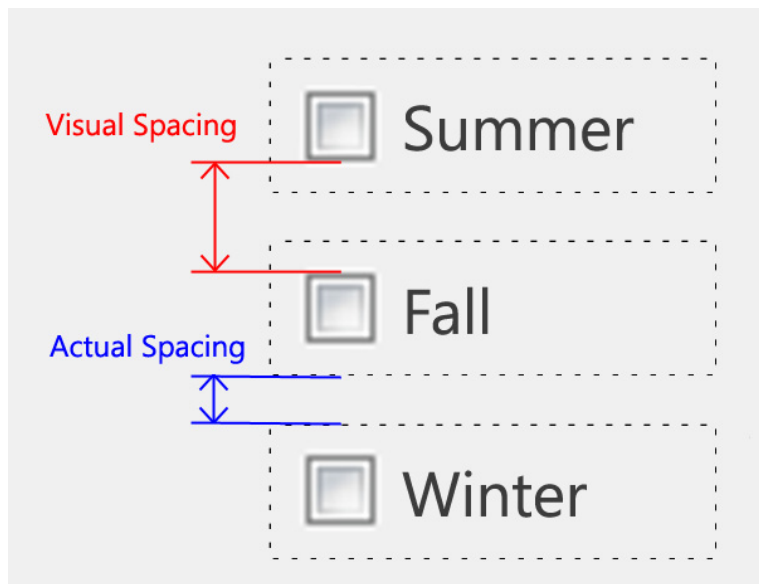 Visual Spacing
Summer
Fall
Actual Spacing
Winter